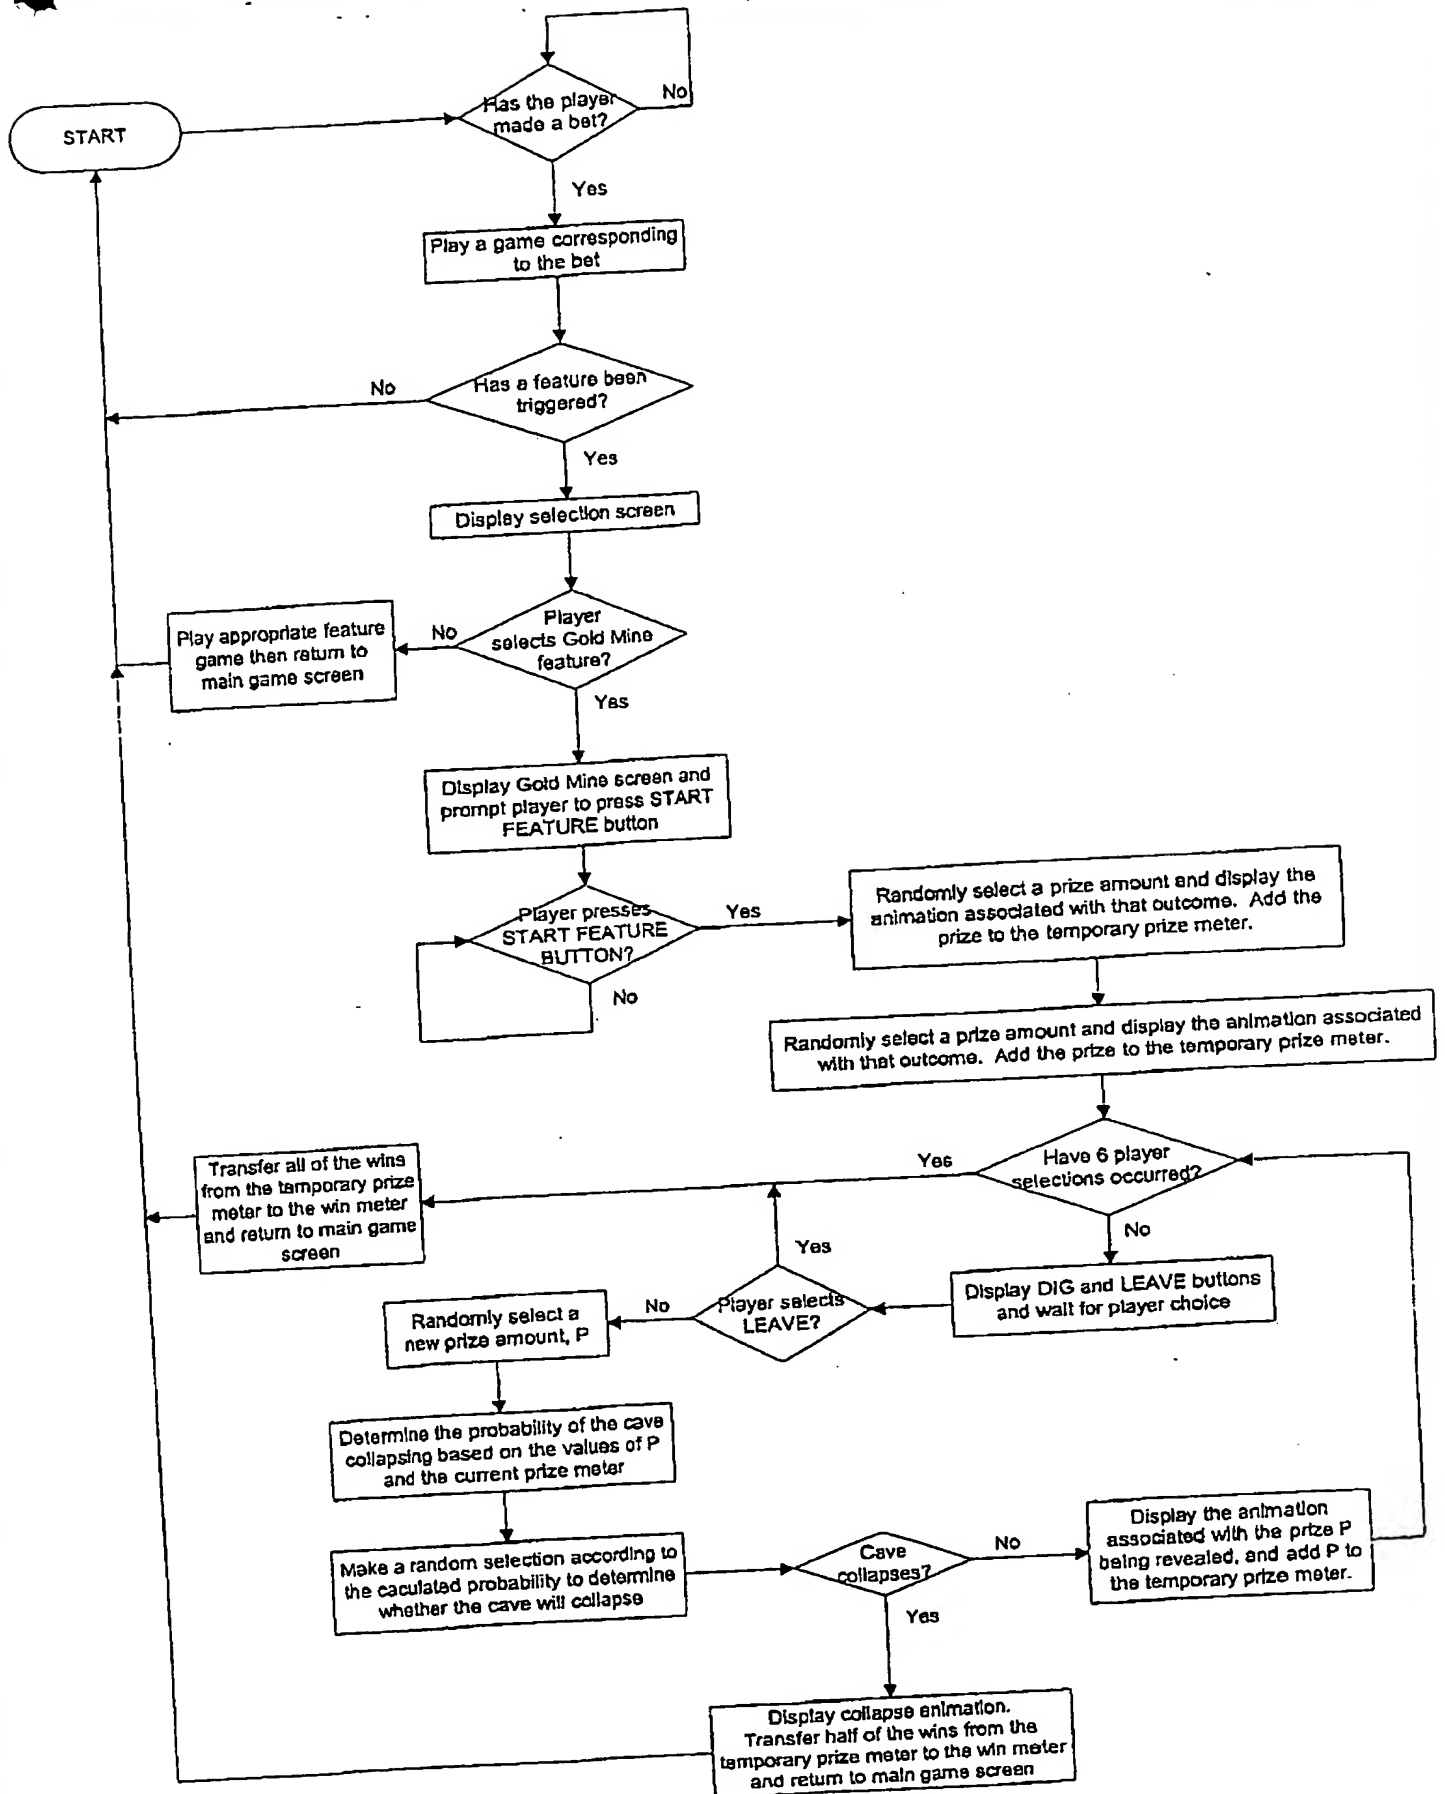 No
Has the player
made a bet?
START
Yes
Play a game corresponding
to the bet
No
Has a feature been
triggered?
Yes
Display selection screen
Player
selects Gold Mine
feature?
No
Play appropriate feature
game then return to
main game screen
Yes
Display Gold Mine screen and
prompt player to press START
FEATURE button
Player presses
START FEATURE
BUTTON?
Yes
No
Randomly select a prize amount and display the
animation associated with that outcome. Add the
prize to the temporary prize meter.
Randomly select a prize amount and display the animation associated
with that outcome. Add the prize to the temporary prize meter.
Have 6 player
selections occurred?
Yes
No
Transfer all of the wins
from the temporary prize
meter to the win meter
and return to main game
screen
Yes
Display DIG and LEAVE buttons
and wait for player choice
Player selects
LEAVE?
No
Randomly select a
new prize amount, P
Determine the probability of the cave
collapsing based on the values of P
and the current prize meter
Make a random selection according to
the caculated probability to determine
whether the cave will collapse
Cave
collapses?
No
Display the animation
associated with the prize P
being revealed, and add P to
the temporary prize meter.
Yes
Display collapse animation.
Transfer half of the wins from the
temporary prize meter to the win meter
and return to main game screen